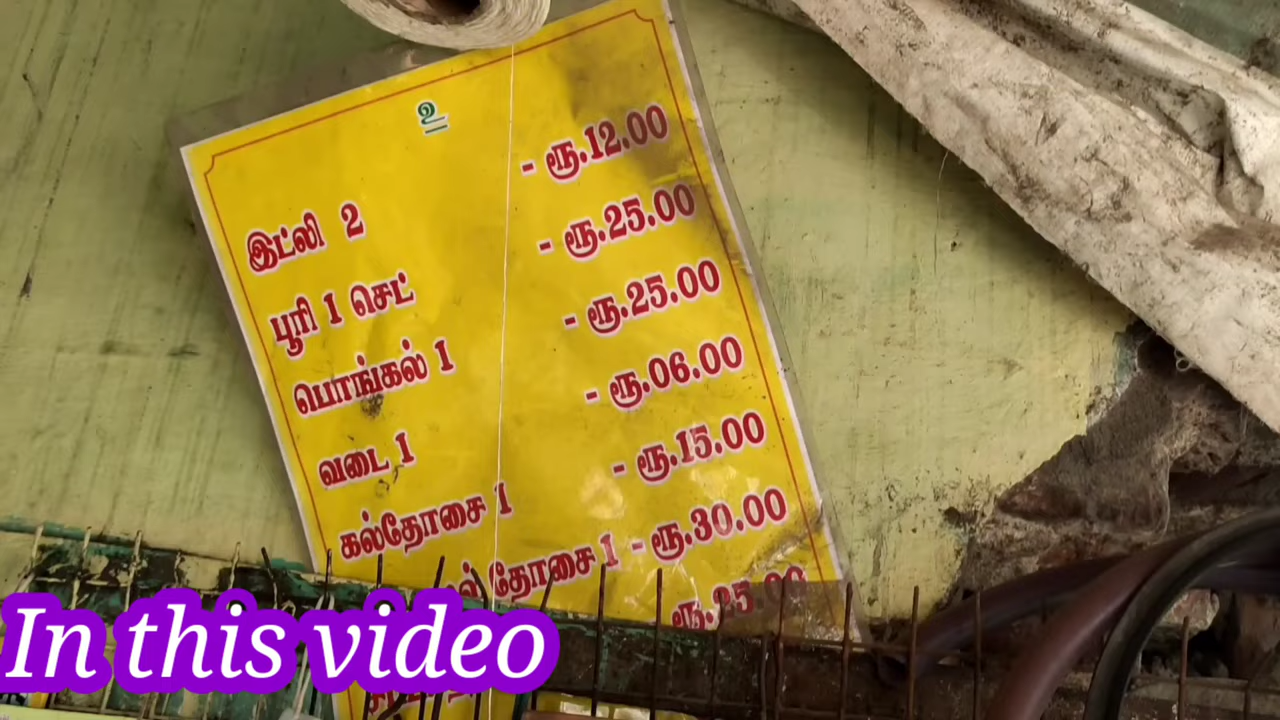 உ
இட்லி 2 - ரூ.12.00
பூரி 1 செட் - ரூ.25.00
பொங்கல் 1 - ரூ.25.00
வடை 1 - ரூ.06.00
கல்தோசை 1 - ரூ.15.00
தோசை 1 - ரூ.30.00
In this video